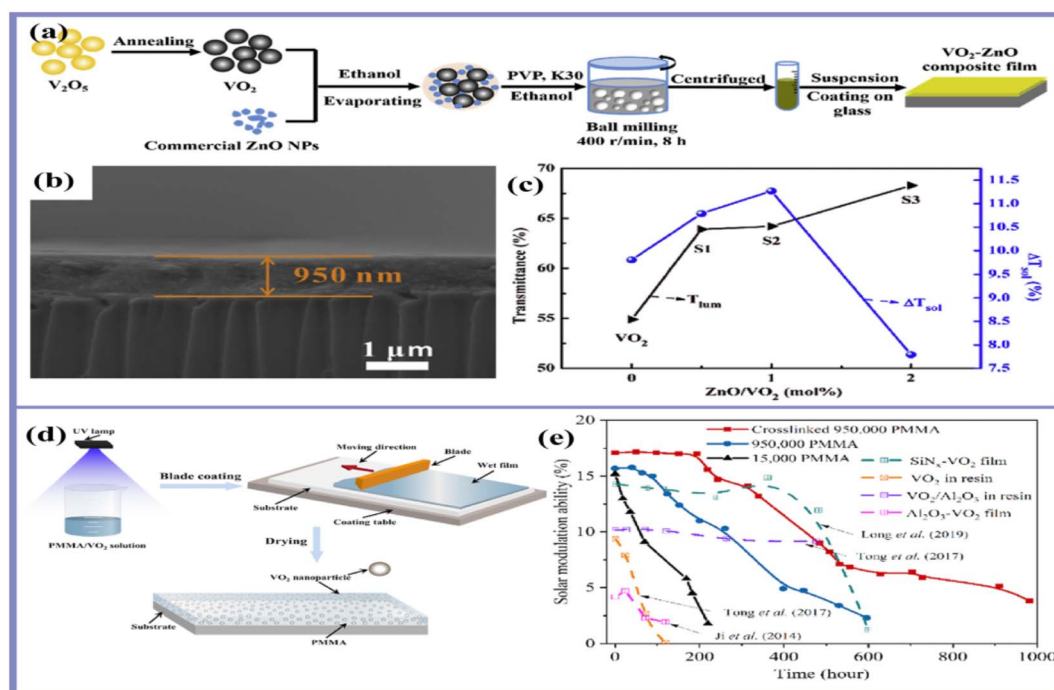 (a)
Annealing
V₂O₅
VO₂
Commercial ZnO NPs
Ethanol
Evaporating
PVP, K30
Ethanol
Ball milling
400 r/min, 8 h
Centrifuged
Suspension
Coating on
glass
VO₂-ZnO
composite film
(b)
950 nm
1 μm
(c)
Transmittance (%)
70
65
60
55
50
VO₂
S1
S2
S3
T_lum
ΔT_sol
11.5
11.0
10.5
10.0
9.5
9.0
8.5
8.0
7.5
ΔT_sol (%)
0
1
2
ZnO/VO₂ (mol%)
(d)
UV lamp
PMMA/VO₂ solution
Blade coating
Moving direction
Blade
Wet film
Substrate
Coating table
Drying
VO₂ nanoparticle
Substrate
PMMA
(e)
Solar modulation ability (%)
20
15
10
5
0
Crosslinked 950,000 PMMA
950,000 PMMA
15,000 PMMA
SiNₓ-VO₂ film
VO₂ in resin
VO₂/Al₂O₃ in resin
Al₂O₃-VO₂ film
Long et al. (2019)
Tong et al. (2017)
Tong et al. (2017)
Ji et al. (2014)
0
200
400
600
800
1000
Time (hour)